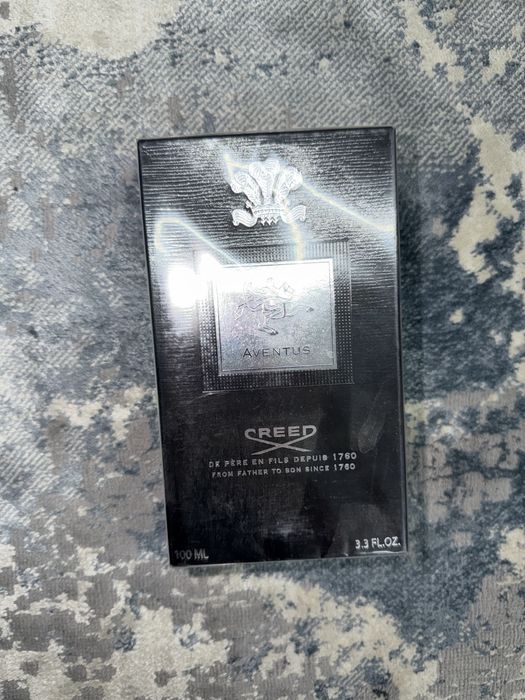 AVENTUS
CREED
DE PÈRE EN FILS DEPUIS 1760
FROM FATHER TO SON SINCE 1760
100 ML
3.3 FL.OZ.